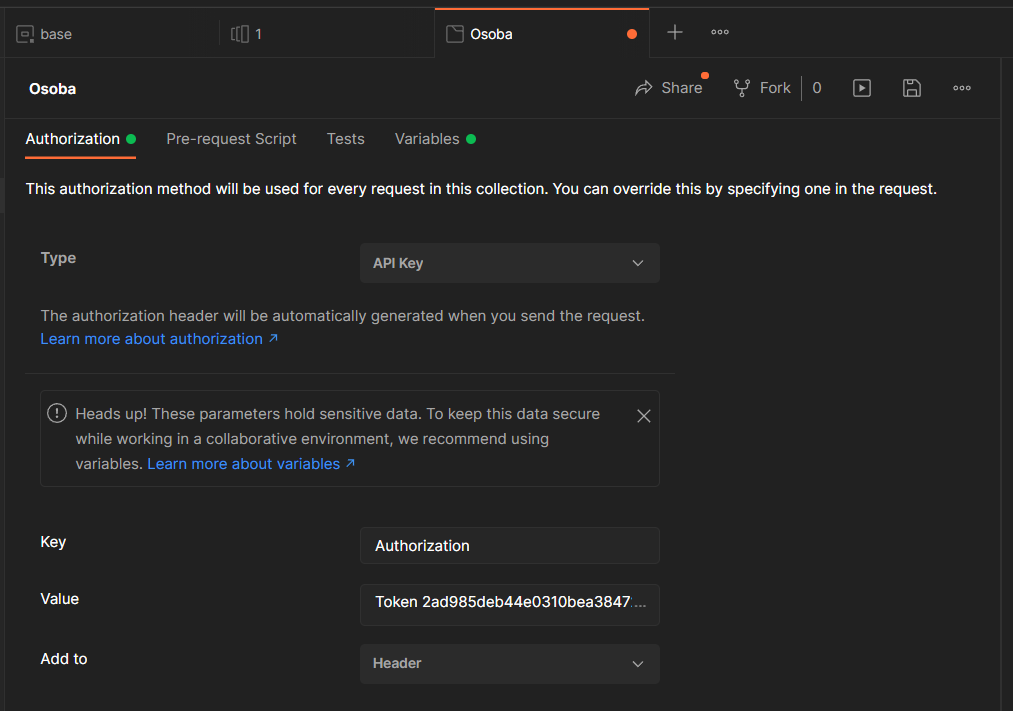 base
1
Osoba
Osoba
Share
Fork
0
Authorization
Pre-request Script
Tests
Variables
This authorization method will be used for every request in this collection. You can override this by specifying one in the request.
Type
API Key
The authorization header will be automatically generated when you send the request.
Learn more about authorization ↗
Heads up! These parameters hold sensitive data. To keep this data secure
while working in a collaborative environment, we recommend using
variables. Learn more about variables ↗
Key
Authorization
Value
Token 2ad985deb44e0310bea3847...
Add to
Header